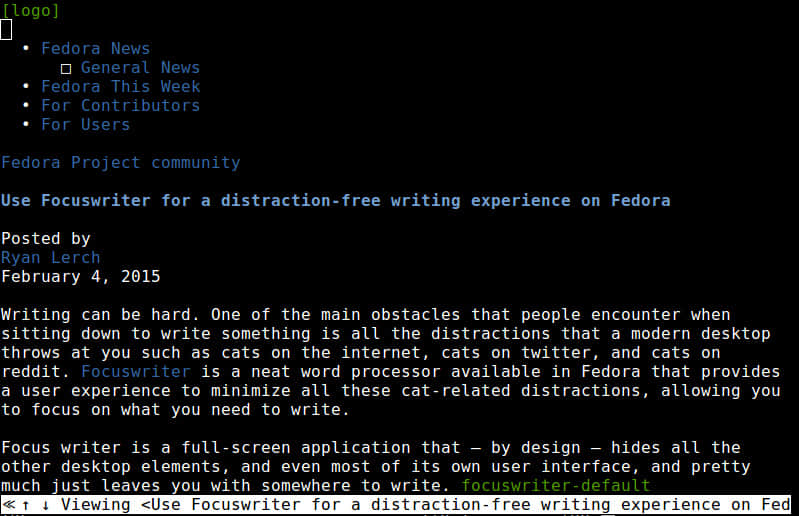 [logo]
• Fedora News
□ General News
• Fedora This Week
• For Contributors
• For Users
Fedora Project community
Use Focuswriter for a distraction-free writing experience on Fedora
Posted by
Ryan Lerch
February 4, 2015
Writing can be hard. One of the main obstacles that people encounter when
sitting down to write something is all the distractions that a modern desktop
throws at you such as cats on the internet, cats on twitter, and cats on
reddit. Focuswriter is a neat word processor available in Fedora that provides
a user experience to minimize all these cat-related distractions, allowing you
to focus on what you need to write.
Focus writer is a full-screen application that – by design – hides all the
other desktop elements, and even most of its own user interface, and pretty
much just leaves you with somewhere to write. focuswriter-default
≪↑ ↓ Viewing <Use Focuswriter for a distraction-free writing experience on Fed